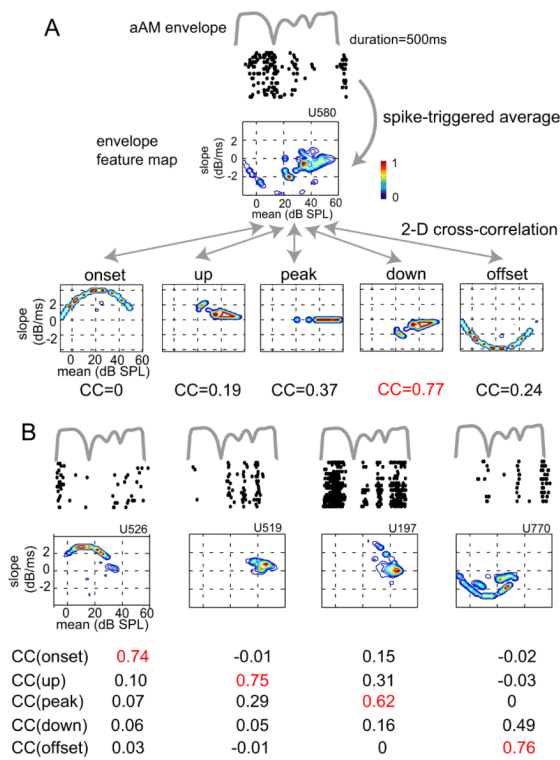 A
aAM envelope
duration=500ms
spike-triggered average
U580
envelope
feature map
slope
(dB/ms)
2
0
-2
0 20 40 60
mean (dB SPL)
1
0
2-D cross-correlation
onset up peak down offset
slope
(dB/ms)
2
0
-2
0 20 40 60
mean (dB SPL)
CC=0 CC=0.19 CC=0.37 CC=0.77 CC=0.24
B
U526 U519 U197 U770
slope
(dB/ms)
2
0
-2
0 20 40 60
mean (dB SPL)
CC(onset) 0.74 -0.01 0.15 -0.02
CC(up) 0.10 0.75 0.31 -0.03
CC(peak) 0.07 0.29 0.62 0
CC(down) 0.06 0.05 0.16 0.49
CC(offset) 0.03 -0.01 0 0.76